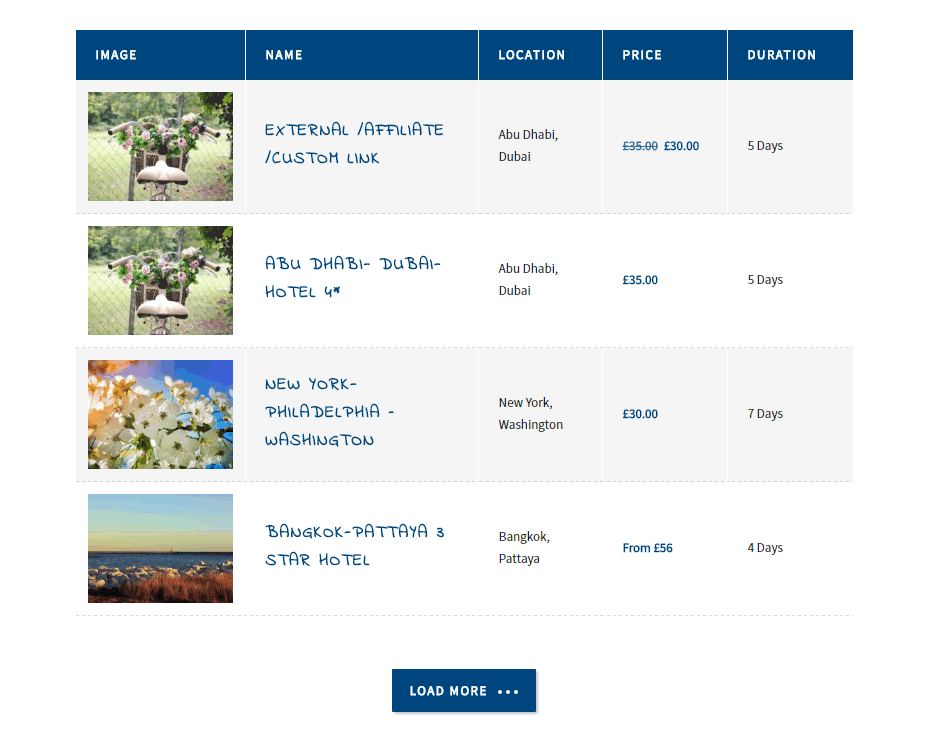 IMAGE NAME LOCATION PRICE DURATION
EXTERNAL /AFFILIATE
/CUSTOM LINK
Abu Dhabi,
Dubai
£35.00 £30.00
5 Days
ABU DHABI- DUBAI-
HOTEL 4*
Abu Dhabi,
Dubai
£35.00
5 Days
NEW YORK-
PHILADELPHIA -
WASHINGTON
New York,
Washington
£30.00
7 Days
BANGKOK-PATTAYA 3
STAR HOTEL
Bangkok,
Pattaya
From £56
4 Days
LOAD MORE •••